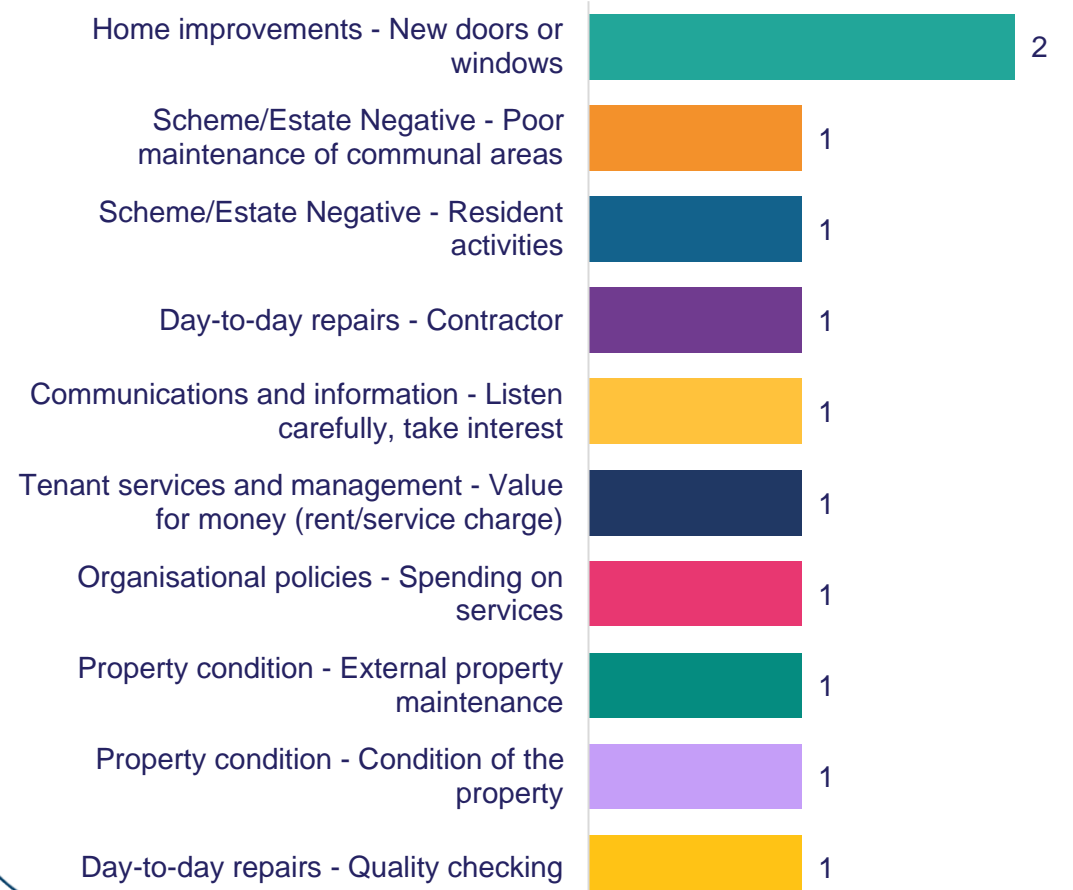 Home improvements - New doors or
windows
2
Scheme/Estate Negative - Poor
maintenance of communal areas
1
Scheme/Estate Negative - Resident
activities
1
Day-to-day repairs - Contractor
1
Communications and information - Listen
carefully, take interest
1
Tenant services and management - Value
for money (rent/service charge)
1
Organisational policies - Spending on
services
1
Property condition - External property
maintenance
1
Property condition - Condition of the
property
1
Day-to-day repairs - Quality checking
1